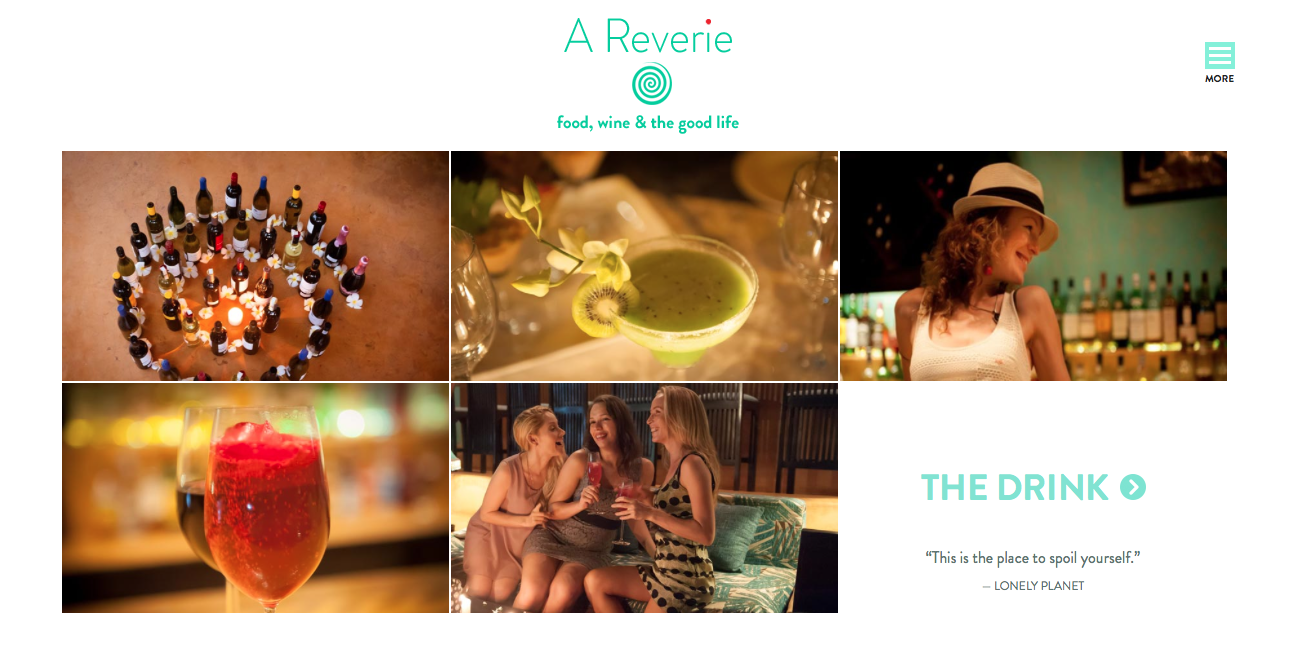 A Reverie
food, wine & the good life
MORE
THE DRINK
“This is the place to spoil yourself.”
— LONELY PLANET